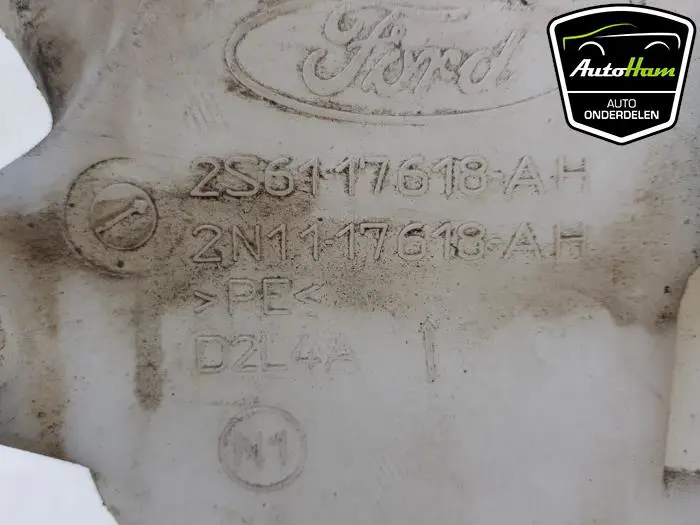 Ford
AutoHam
AUTO
ONDERDELEN
2S6117618-AH
2N1117618-AH
>PE<
D2L4A
M1